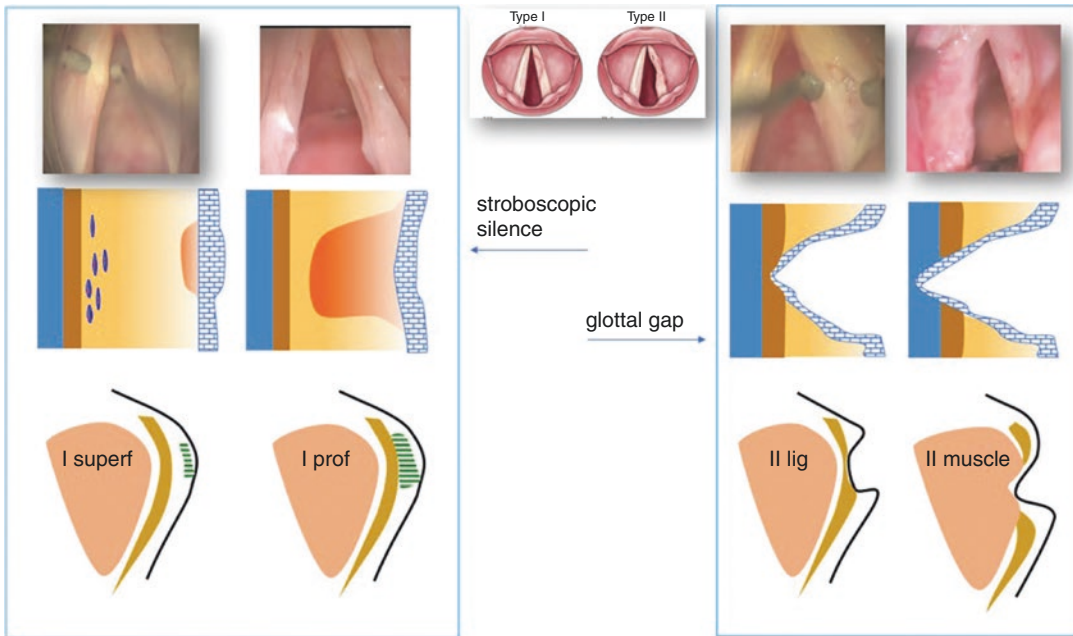 Type I
Type II
stroboscopic
silence
glottal gap
I superf
I prof
II lig
II muscle